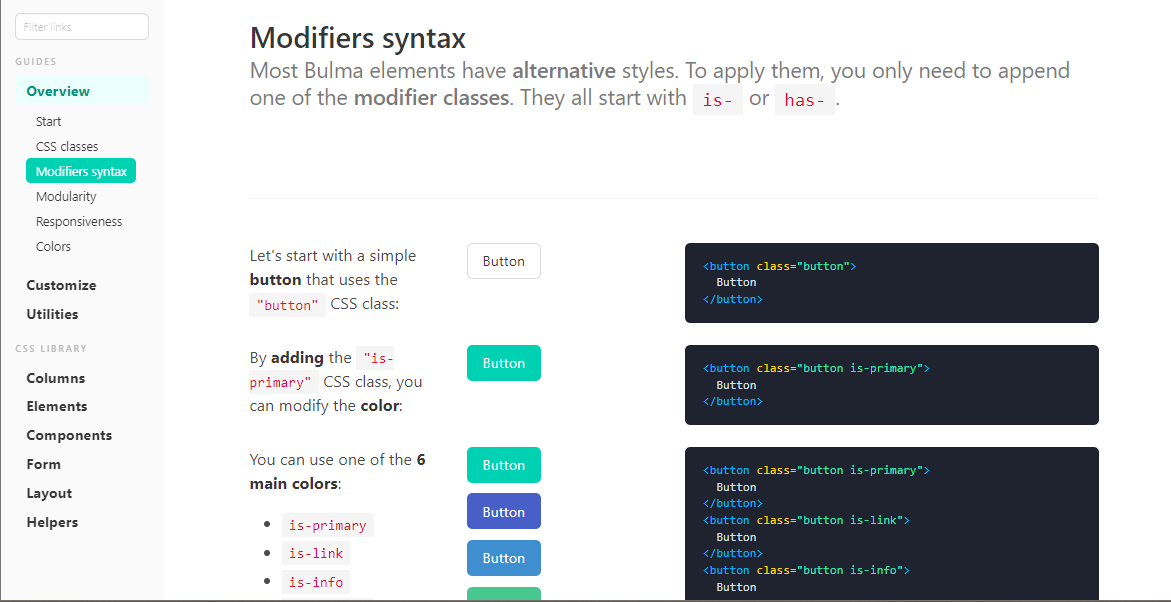 Filter links
GUIDES
Overview
Start
CSS classes
Modifiers syntax
Modularity
Responsiveness
Colors
Customize
Utilities
CSS LIBRARY
Columns
Elements
Components
Form
Layout
Helpers
Modifiers syntax
Most Bulma elements have alternative styles. To apply them, you only need to append
one of the modifier classes. They all start with is- or has- .
Let's start with a simple
button that uses the
"button" CSS class:
Button
<button class="button">
  Button
</button>
By adding the "is-
primary" CSS class, you
can modify the color:
Button
<button class="button is-primary">
  Button
</button>
You can use one of the 6
main colors:
• is-primary
• is-link
• is-info
Button
Button
Button
<button class="button is-primary">
  Button
</button>
<button class="button is-link">
  Button
</button>
<button class="button is-info">
  Button